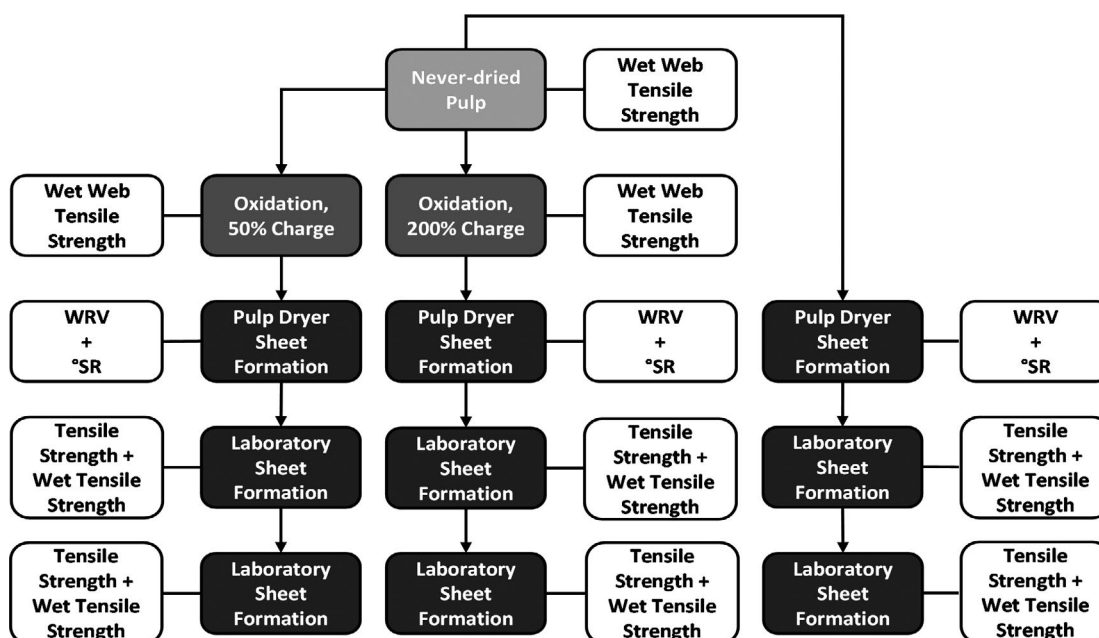 Never-dried
Pulp
Wet Web
Tensile
Strength
Wet Web
Tensile
Strength
Oxidation,
50% Charge
Oxidation,
200% Charge
Wet Web
Tensile
Strength
WRV
+
°SR
Pulp Dryer
Sheet
Formation
Pulp Dryer
Sheet
Formation
WRV
+
°SR
Pulp Dryer
Sheet
Formation
WRV
+
°SR
Tensile
Strength +
Wet Tensile
Strength
Laboratory
Sheet
Formation
Laboratory
Sheet
Formation
Tensile
Strength +
Wet Tensile
Strength
Laboratory
Sheet
Formation
Tensile
Strength +
Wet Tensile
Strength
Tensile
Strength +
Wet Tensile
Strength
Laboratory
Sheet
Formation
Laboratory
Sheet
Formation
Tensile
Strength +
Wet Tensile
Strength
Laboratory
Sheet
Formation
Tensile
Strength +
Wet Tensile
Strength